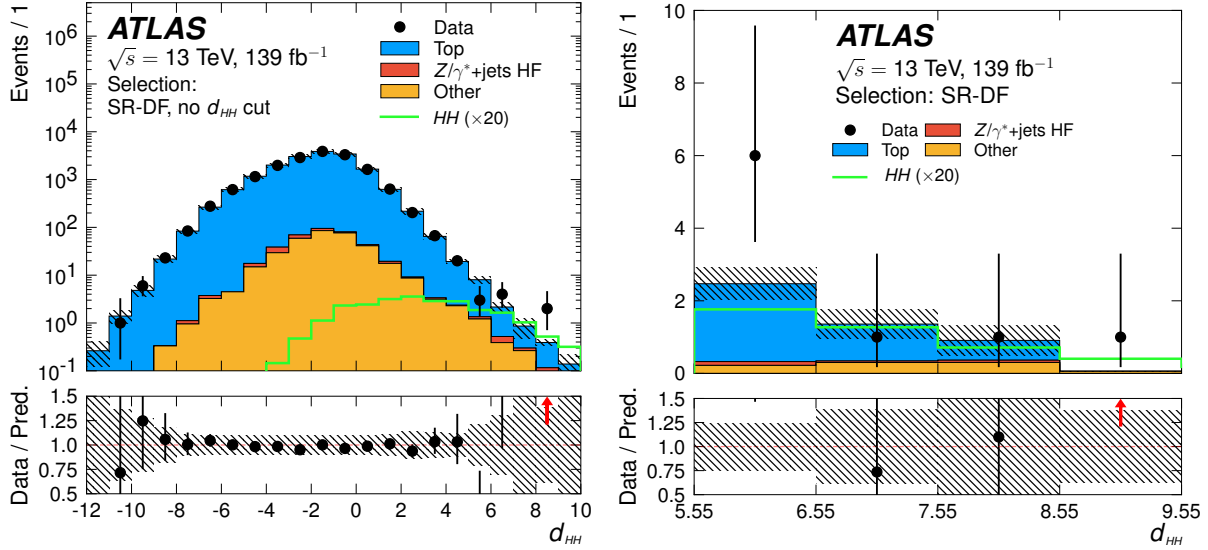 Events / 1
ATLAS
√s = 13 TeV, 139 fb⁻¹
Selection:
SR-DF, no d_HH cut
Data
Top
Z/γ*+jets HF
Other
HH (×20)
10⁶
10⁵
10⁴
10³
10²
10
10⁰
10⁻¹
Data / Pred.
1.5
1.25
1.0
0.75
0.5
-12 -10 -8 -6 -4 -2 0 2 4 6 8 10
d_HH
Events / 1
ATLAS
√s = 13 TeV, 139 fb⁻¹
Selection: SR-DF
Data Z/γ*+jets HF
Top Other
HH (×20)
10
8
6
4
2
0
Data / Pred.
1.5
1.25
1.0
0.75
0.5
5.55 6.55 7.55 8.55 9.55
d_HH